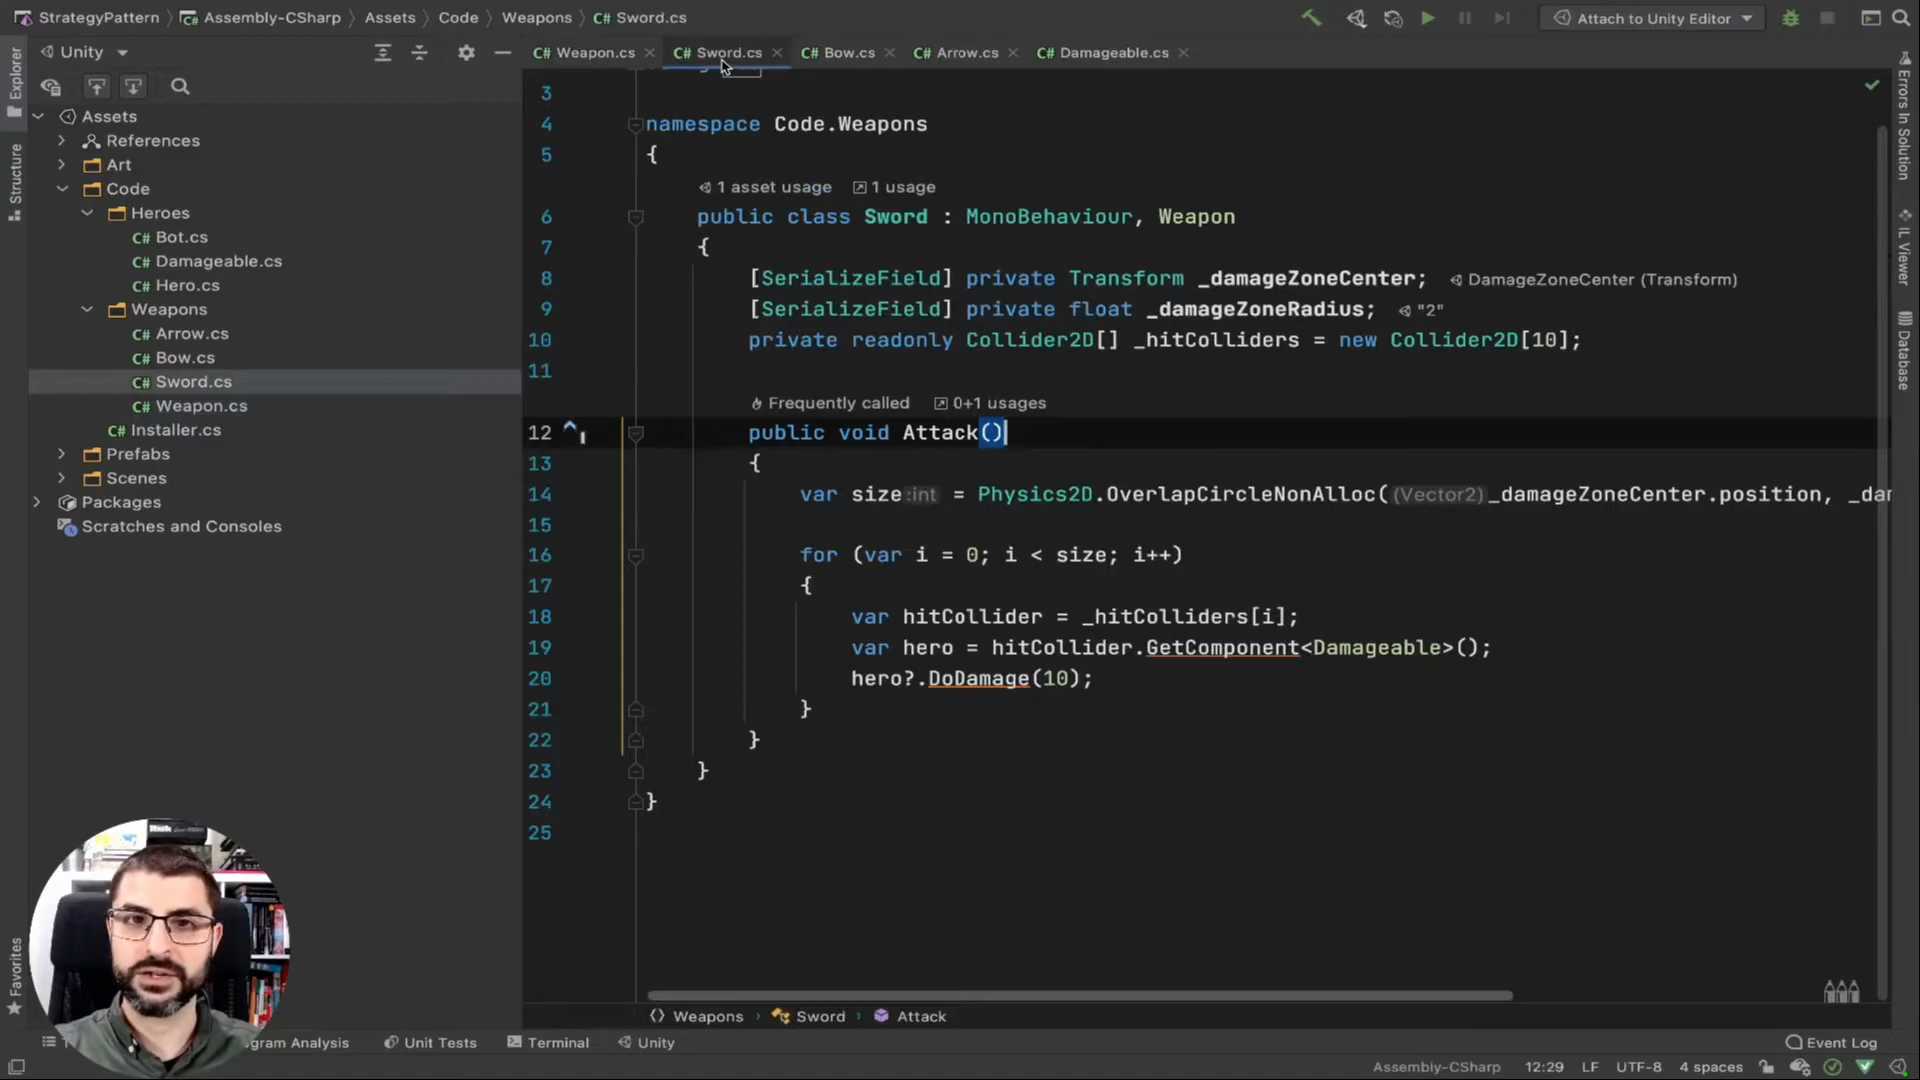 StrategyPattern › Assembly-CSharp › Assets › Code › Weapons › C# Sword.cs
Attach to Unity Editor
Unity
C# Weapon.cs
C# Sword.cs
C# Bow.cs
C# Arrow.cs
C# Damageable.cs
Explorer
Structure
Favorites
Assets
References
Art
Code
Heroes
C# Bot.cs
C# Damageable.cs
C# Hero.cs
Weapons
C# Arrow.cs
C# Bow.cs
C# Sword.cs
C# Weapon.cs
C# Installer.cs
Prefabs
Scenes
Packages
Scratches and Consoles
3
4 namespace Code.Weapons
5 {
1 asset usage 1 usage
6 public class Sword : MonoBehaviour, Weapon
7 {
8 [SerializeField] private Transform _damageZoneCenter; DamageZoneCenter (Transform)
9 [SerializeField] private float _damageZoneRadius; "2"
10 private readonly Collider2D[] _hitColliders = new Collider2D[10];
11
Frequently called 0+1 usages
12 public void Attack()
13 {
14 var size:int = Physics2D.OverlapCircleNonAlloc((Vector2)_damageZoneCenter.position,
15
16 for (var i = 0; i < size; i++)
17 {
18 var hitCollider = _hitColliders[i];
19 var hero = hitCollider.GetComponent<Damageable>();
20 hero?.DoDamage(10);
21 }
22 }
23 }
24 }
25
Errors In Solution
IL Viewer
Database
Risk
Weapons › Sword › Attack
Analysis
Unit Tests
Terminal
Unity
Event Log
Assembly-CSharp 12:29 LF UTF-8 4 spaces